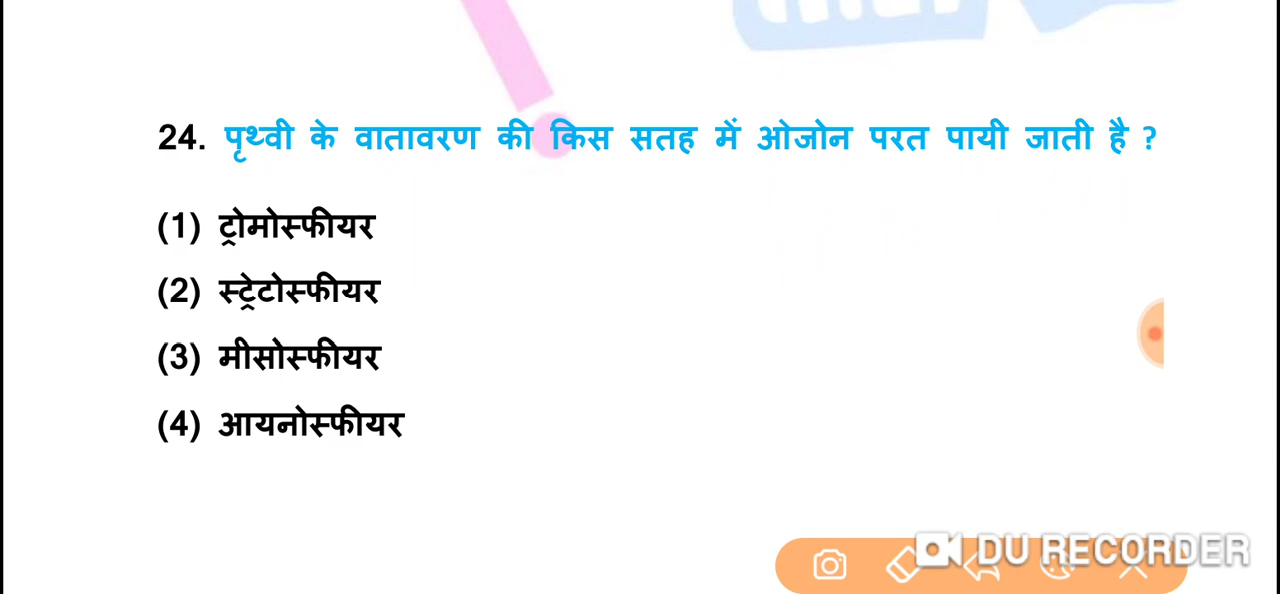 24. पृथ्वी के वातावरण की किस सतह में ओजोन परत पायी जाती है ?
(1) ट्रोमोस्फीयर
(2) स्ट्रेटोस्फीयर
(3) मीसोस्फीयर
(4) आयनोस्फीयर
DU RECORDER